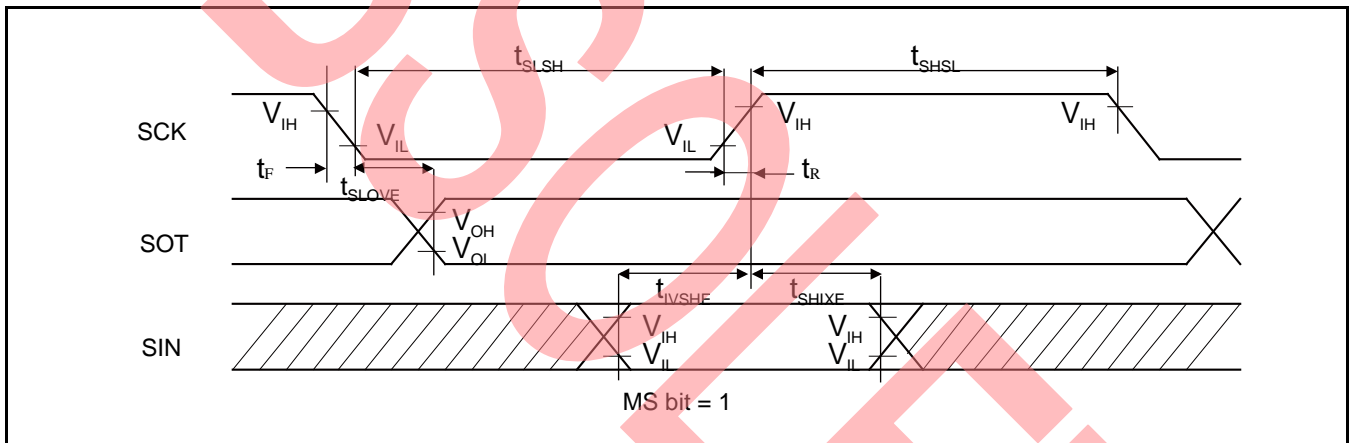 tSLSH tSHSL
SCK VIH VIL VIL VIH VIH
tF tSLOVE tR
SOT VOH
VOL
tIVSHE tSHIXE
SIN VIH VIH
VIL VIL
MS bit = 1